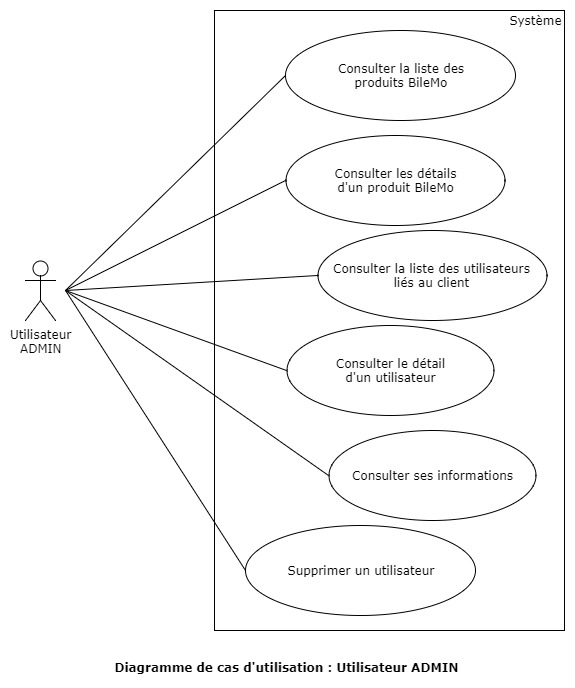 Système
Consulter la liste des
produits BileMo
Consulter les détails
d'un produit BileMo
Consulter la liste des utilisateurs
liés au client
Utilisateur
ADMIN
Consulter le détail
d'un utilisateur
Consulter ses informations
Supprimer un utilisateur
Diagramme de cas d'utilisation : Utilisateur ADMIN